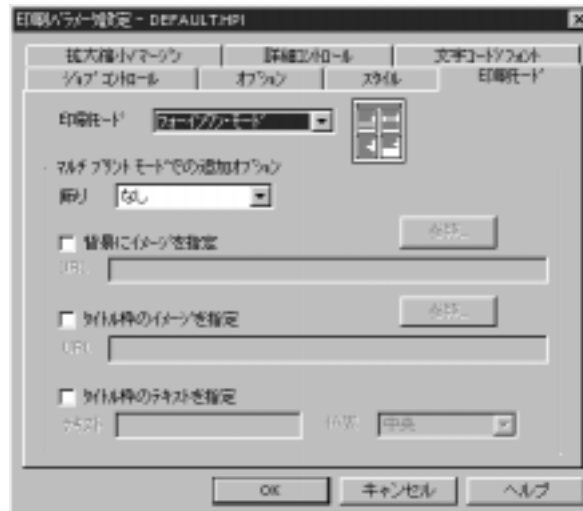 印刷パラメータ設定 - DEFAULT.HPI
拡大縮小/マージン 詳細コントロール 文字コード/フォント
ジョブ コントロール オプション スタイル 印刷モード
印刷モード フォーインワン・モード
マルチ プリント モードでの追加オプション
飾り なし
背景にイメージを指定 参照...
URL
タイトル枠のイメージを指定 参照...
URL
タイトル枠のテキストを指定
テキスト 位置 中央
OK キャンセル ヘルプ